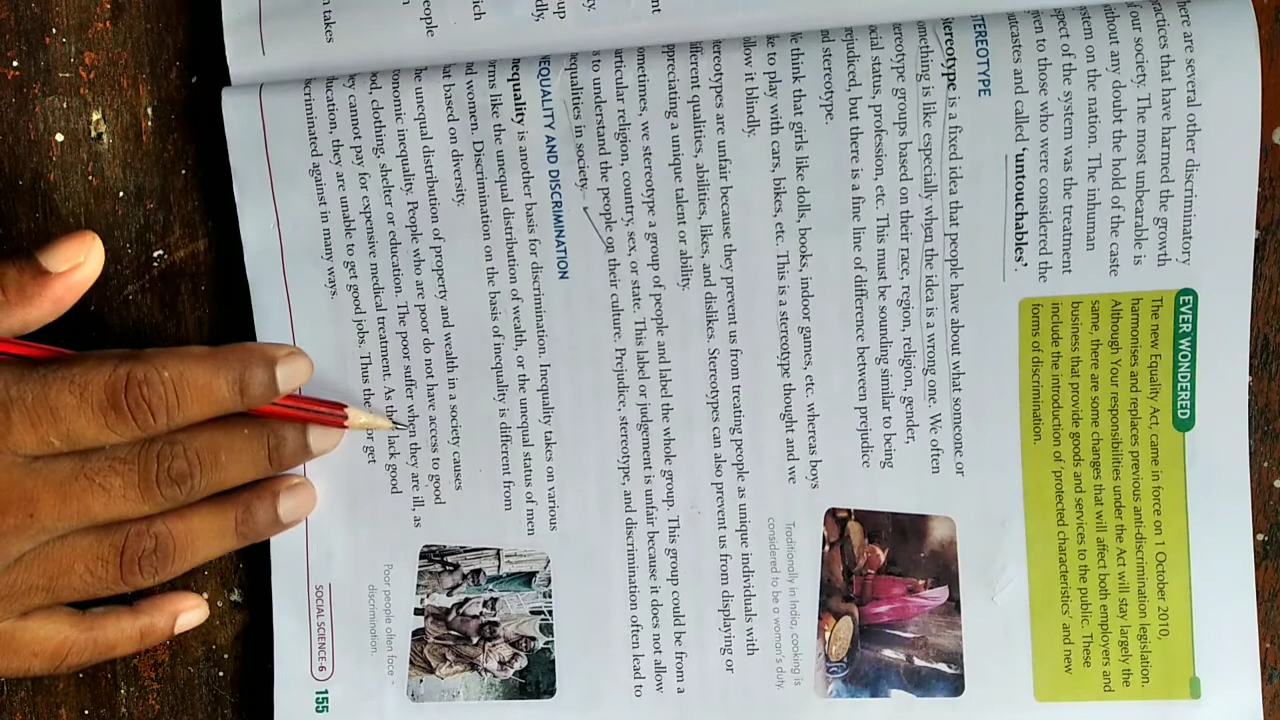 here are several other discriminatory
ractices that have harmed the growth
f our society. The most unbearable is
ithout any doubt the hold of the caste
stem on the nation. The inhuman
spect of the system was the treatment
ven to those who were considered the
utcastes and called 'untouchables'.
EVER WONDERED
The new Equality Act, came in force on 1 October 2010,
harmonises and replaces previous anti-discrimination legislation.
Although Your responsibilities under the Act will stay largely the
same, there are some changes that will affect both employers and
business that provide goods and services to the public. These
include the introduction of 'protected characteristics' and new
forms of discrimination.
STEREOTYPE
Stereotype is a fixed idea that people have about what someone or
omething is like especially when the idea is a wrong one. We often
tereotype groups based on their race, region, religion, gender,
ocial status, profession, etc. This must be sounding similar to being
rejudiced, but there is a fine line of difference between prejudice
nd stereotype.
We think that girls like dolls, books, indoor games, etc. whereas boys
ke to play with cars, bikes, etc. This is a stereotype thought and we
ollow it blindly.
Traditionally in India, cooking is
considered to be a woman's duty.
tereotypes are unfair because they prevent us from treating people as unique individuals with
ifferent qualities, abilities, likes, and dislikes. Stereotypes can also prevent us from displaying or
ppreciating a unique talent or ability.
ometimes, we stereotype a group of people and label the whole group. This group could be from a
articular religion, country, sex, or state. This label or judgement is unfair because it does not allow
s to understand the people or their culture. Prejudice, stereotype, and discrimination often lead to
nequalities in society.
NEQUALITY AND DISCRIMINATION
nequality is another basis for discrimination. Inequality takes on various
orms like the unequal distribution of wealth, or the unequal status of men
nd women. Discrimination on the basis of inequality is different from
hat based on diversity.
he unequal distribution of property and wealth in a society causes
conomic inequality. People who are poor do not have access to good
ood, clothing, shelter or education. The poor suffer when they are ill, as
ey cannot pay for expensive medical treatment. As the lack good
ducation, they are unable to get good jobs. Thus the or get
scriminated against in many ways.
Poor people often face
discrimination.
SOCIAL SCIENCE-6 155
nt
up
dly,
ich
eople
n takes